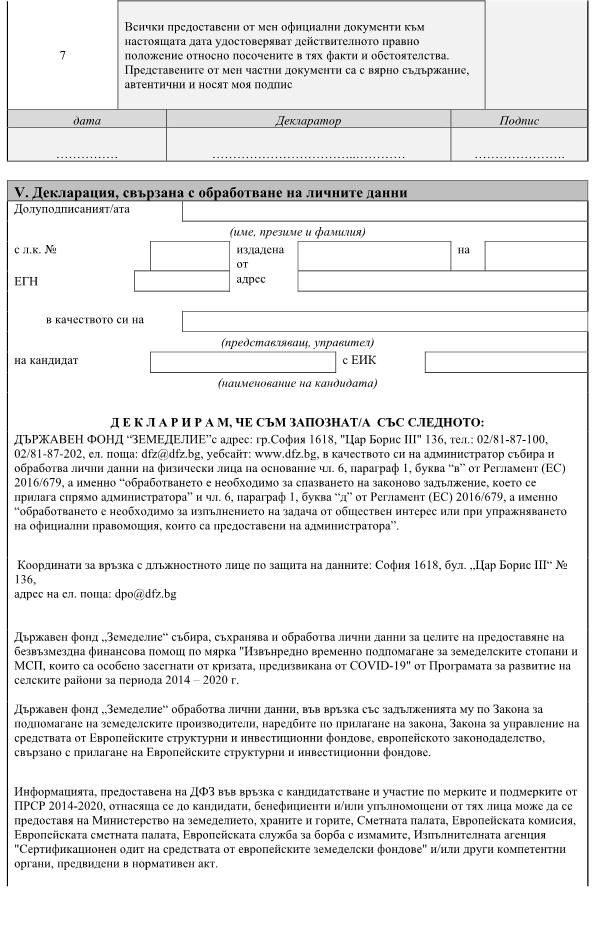 Всички предоставени от мен официални документи към
настоящата дата удостоверяват действителното правно
7
положение относно посочените в тях факти и обстоятелства.
Представените от мен частни документи са с вярно съдържание,
автентични и носят моя подпис
дата Декларатор Подпис
…………… …………………………………...………… ………………….
V. Декларация, свързана с обработване на личните данни
Долуподписаният/ата
(име, презиме и фамилия)
с л.к. № издадена на
от
ЕГН адрес
в качеството си на
(представляващ, управител)
на кандидат с ЕИК
(наименование на кандидата)
Д Е К Л А Р И Р А М, ЧЕ СЪМ ЗАПОЗНАТ/А СЪС СЛЕДНОТО:
ДЪРЖАВЕН ФОНД “ЗЕМЕДЕЛИЕ”с адрес: гр.София 1618, "Цар Борис III" 136, тел.: 02/81-87-100,
02/81-87-202, ел. поща: dfz@dfz.bg, уебсайт: www.dfz.bg, в качеството си на администратор събира и
обработва лични данни на физически лица на основание чл. 6, параграф 1, буква “в” от Регламент (ЕС)
2016/679, а именно “обработването е необходимо за спазването на законово задължение, което се
прилага спрямо администратора” и чл. 6, параграф 1, буква “д” от Регламент (ЕС) 2016/679, а именно
“обработването е необходимо за изпълнението на задача от обществен интерес или при упражняването
на официални правомощия, които са предоставени на администратора”.
Координати за връзка с длъжностното лице по защита на данните: София 1618, бул. „Цар Борис III“ №
136,
адрес на ел. поща: dpo@dfz.bg
Държавен фонд „Земеделие“ събира, съхранява и обработва лични данни за целите на предоставяне на
безвъзмездна финансова помощ по мярка "Извънредно временно подпомагане за земеделските стопани и
МСП, които са особено засегнати от кризата, предизвикана от COVID-19" от Програмата за развитие на
селските райони за периода 2014 – 2020 г.
Държавен фонд „Земеделие“ обработва лични данни, във връзка със задълженията му по Закона за
подпомагане на земеделските производители, наредбите по прилагане на закона, Закона за управление на
средствата от Европейските структурни и инвестиционни фондове, европейското законодателство,
свързано с прилагане на Европейските структурни и инвестиционни фондове.
Информацията, предоставена на ДФЗ във връзка с кандидатстване и участие по мерките и подмерките от
ПРСР 2014-2020, отнасяща се до кандидати, бенефициенти и/или упълномощени от тях лица може да се
предоставя на Министерство на земеделието, храните и горите, Сметната палата, Европейската комисия,
Европейската сметната палата, Европейската служба за борба с измамите, Изпълнителната агенция
"Сертификационен одит на средствата от европейските земеделски фондове" и/или други компетентни
органи, предвидени в нормативен акт.